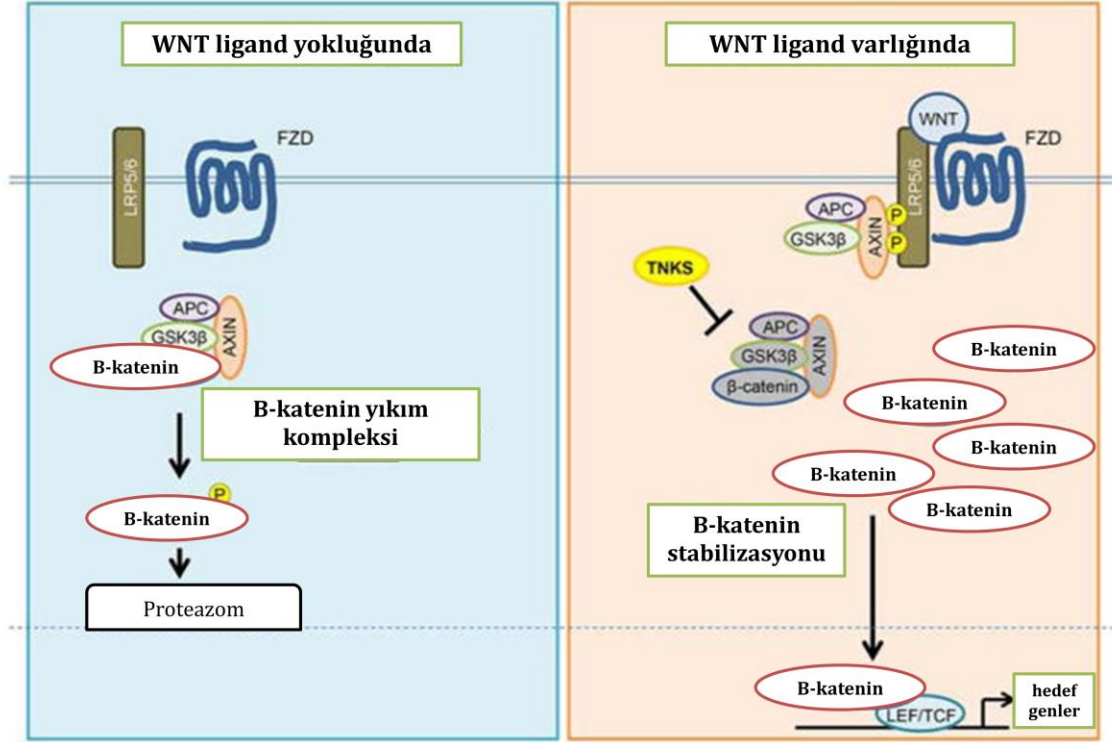 WNT ligand yokluğunda
LRP5/6
FZD
APC
GSK3β
AXIN
B-katenin
B-katenin yıkım
kompleksi
P
B-katenin
Proteazom
WNT ligand varlığında
WNT
FZD
LRP5/6
APC
GSK3β
AXIN
P
P
TNKS
APC
GSK3β
AXIN
β-catenin
B-katenin
B-katenin
B-katenin
B-katenin
B-katenin
B-katenin
stabilizasyonu
B-katenin
LEF/TCF
hedef
genler